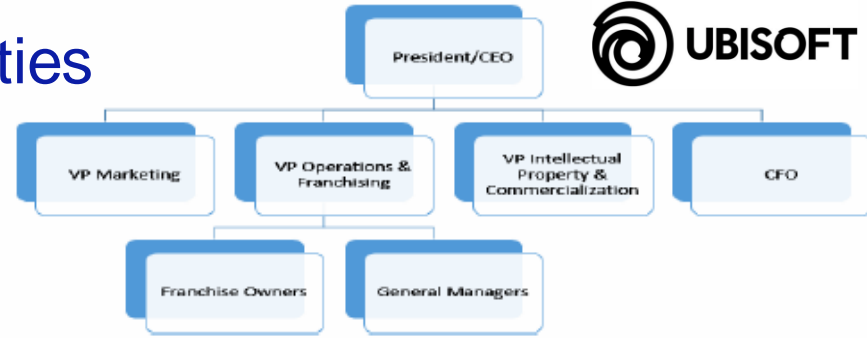 ties
President/CEO
UBISOFT
VP Marketing
VP Operations &
Franchising
VP Intellectual
Property &
Commercialization
CFO
Franchise Owners
General Managers